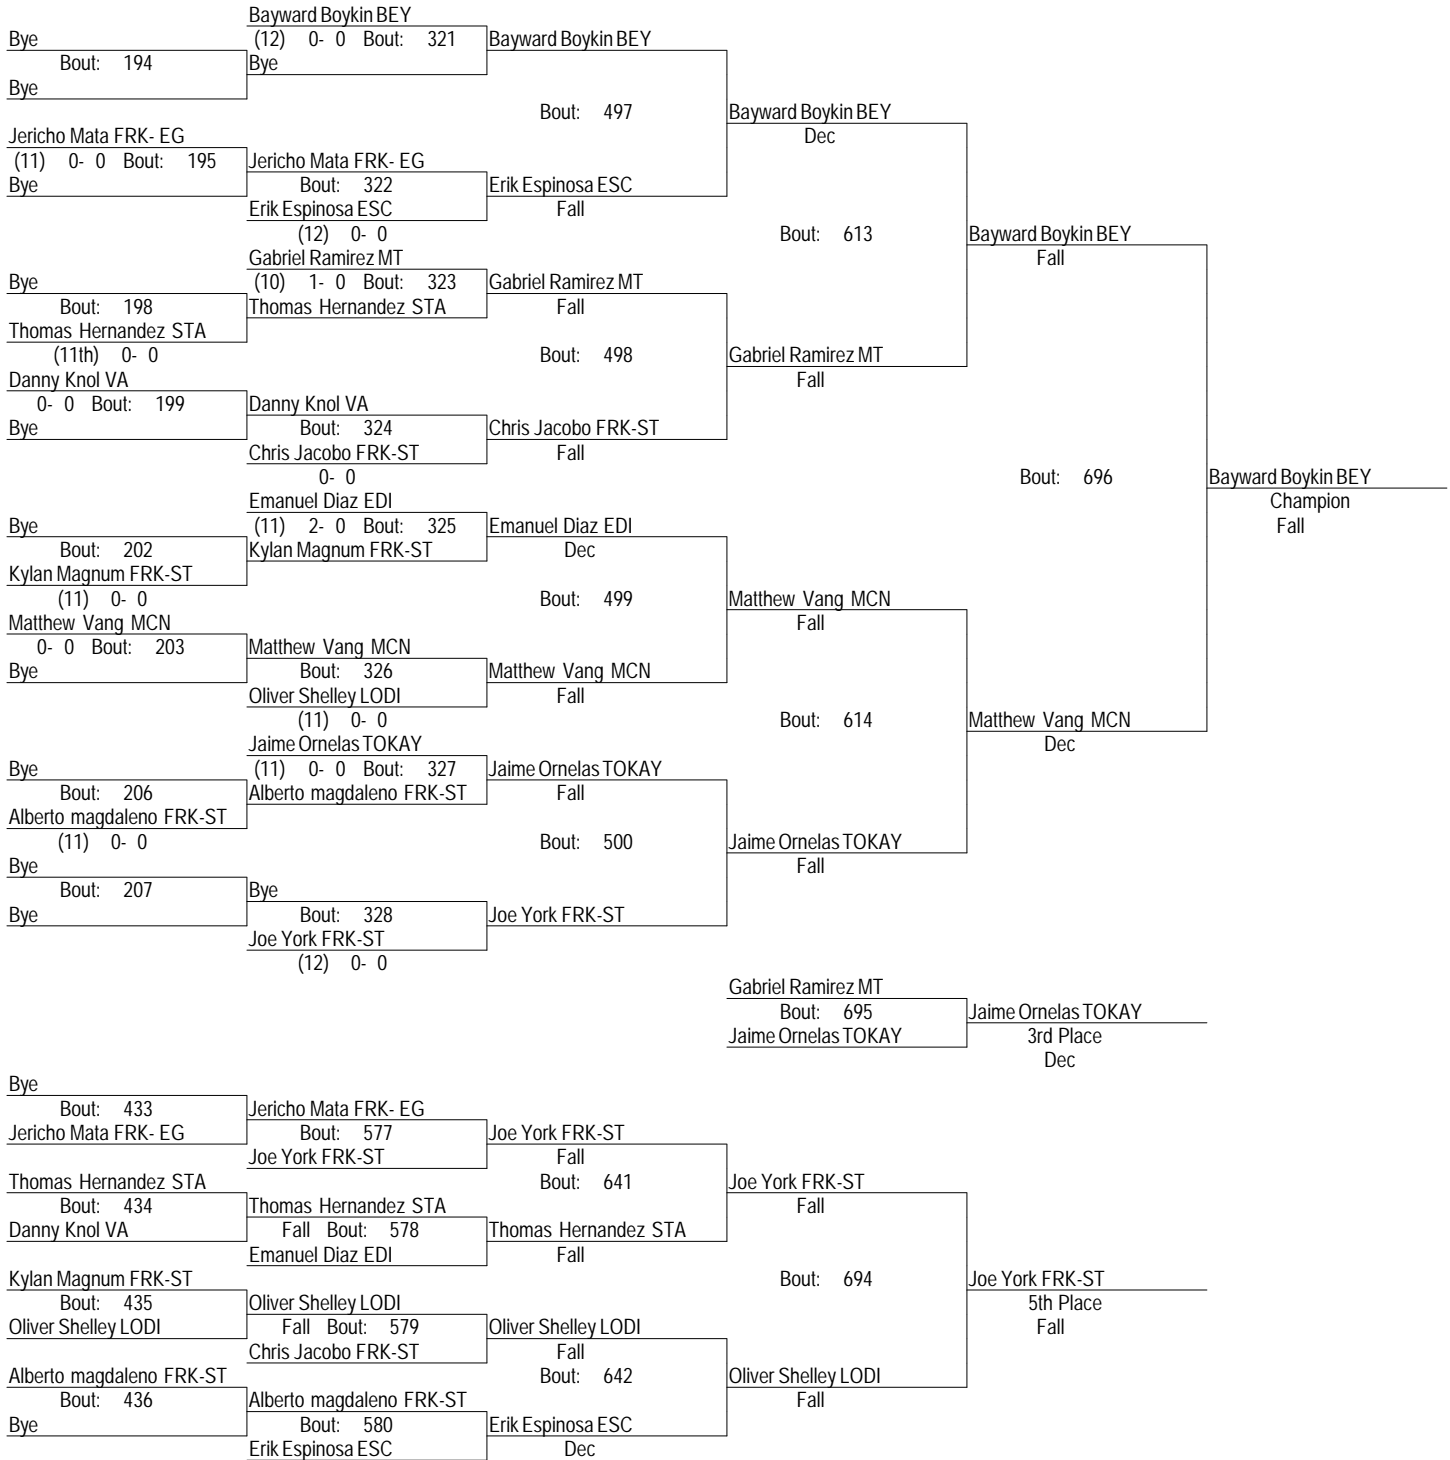 Bayward Boykin BEY
Bye (12) 0- 0 Bout: 321 Bayward Boykin BEY
Bout: 194 Bye
Bye
Bout: 497 Bayward Boykin BEY
Jericho Mata FRK- EG Dec
(11) 0- 0 Bout: 195 Jericho Mata FRK- EG
Bye Bout: 322 Erik Espinosa ESC
Erik Espinosa ESC Fall
(12) 0- 0 Bout: 613 Bayward Boykin BEY
Gabriel Ramirez MT Fall
Bye (10) 1- 0 Bout: 323 Gabriel Ramirez MT
Bout: 198 Thomas Hernandez STA Fall
Thomas Hernandez STA
(11th) 0- 0 Bout: 498 Gabriel Ramirez MT
Danny Knol VA Fall
0- 0 Bout: 199 Danny Knol VA
Bye Bout: 324 Chris Jacobo FRK-ST
Chris Jacobo FRK-ST Fall
0- 0 Bout: 696 Bayward Boykin BEY
Emanuel Diaz EDI Champion
Bye (11) 2- 0 Bout: 325 Emanuel Diaz EDI Fall
Bout: 202 Kylan Magnum FRK-ST Dec
Kylan Magnum FRK-ST
(11) 0- 0 Bout: 499 Matthew Vang MCN
Matthew Vang MCN Fall
0- 0 Bout: 203 Matthew Vang MCN
Bye Bout: 326 Matthew Vang MCN
Oliver Shelley LODI Fall
(11) 0- 0 Bout: 614 Matthew Vang MCN
Jaime Ornelas TOKAY Dec
Bye (11) 0- 0 Bout: 327 Jaime Ornelas TOKAY
Bout: 206 Alberto magdaleno FRK-ST Fall
Alberto magdaleno FRK-ST
(11) 0- 0 Bout: 500 Jaime Ornelas TOKAY
Bye Fall
Bout: 207 Bye
Bye Bout: 328 Joe York FRK-ST
Joe York FRK-ST
(12) 0- 0
Gabriel Ramirez MT
Bout: 695 Jaime Ornelas TOKAY
Jaime Ornelas TOKAY 3rd Place
Dec
Bye
Bout: 433 Jericho Mata FRK- EG
Jericho Mata FRK- EG Bout: 577 Joe York FRK-ST
Joe York FRK-ST Fall
Thomas Hernandez STA Bout: 641 Joe York FRK-ST
Bout: 434 Thomas Hernandez STA Fall
Danny Knol VA Fall Bout: 578 Thomas Hernandez STA
Emanuel Diaz EDI Fall
Kylan Magnum FRK-ST Bout: 694 Joe York FRK-ST
Bout: 435 Oliver Shelley LODI 5th Place
Oliver Shelley LODI Fall Bout: 579 Oliver Shelley LODI Fall
Chris Jacobo FRK-ST Fall
Alberto magdaleno FRK-ST Bout: 642 Oliver Shelley LODI
Bout: 436 Alberto magdaleno FRK-ST Fall
Bye Bout: 580 Erik Espinosa ESC
Erik Espinosa ESC Dec